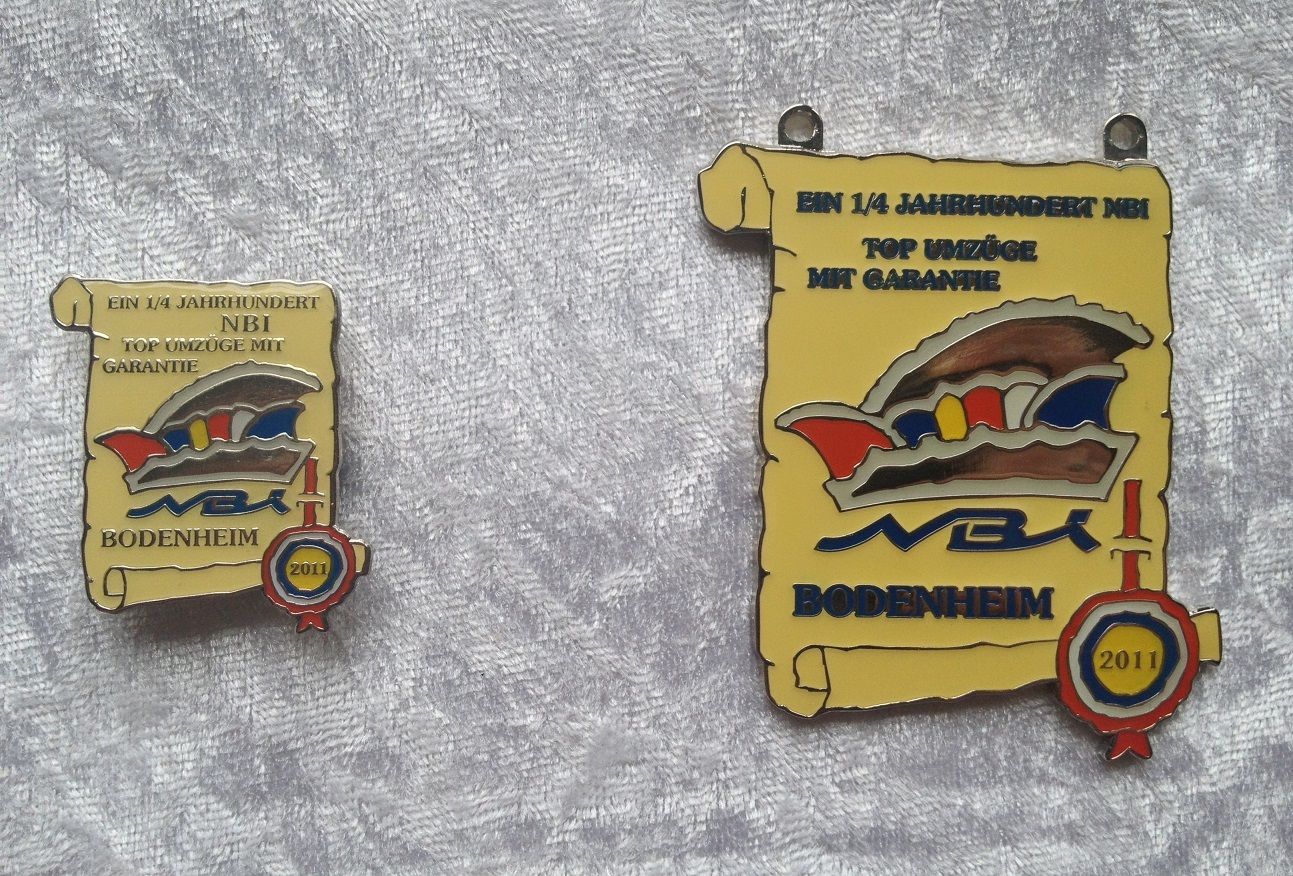 EIN 1/4 JAHRHUNDERT
NBI
TOP UMZÜGE MIT
GARANTIE
NBI
BODENHEIM
2011
EIN 1/4 JAHRHUNDERT NBI
TOP UMZÜGE
MIT GARANTIE
NBI
BODENHEIM
2011